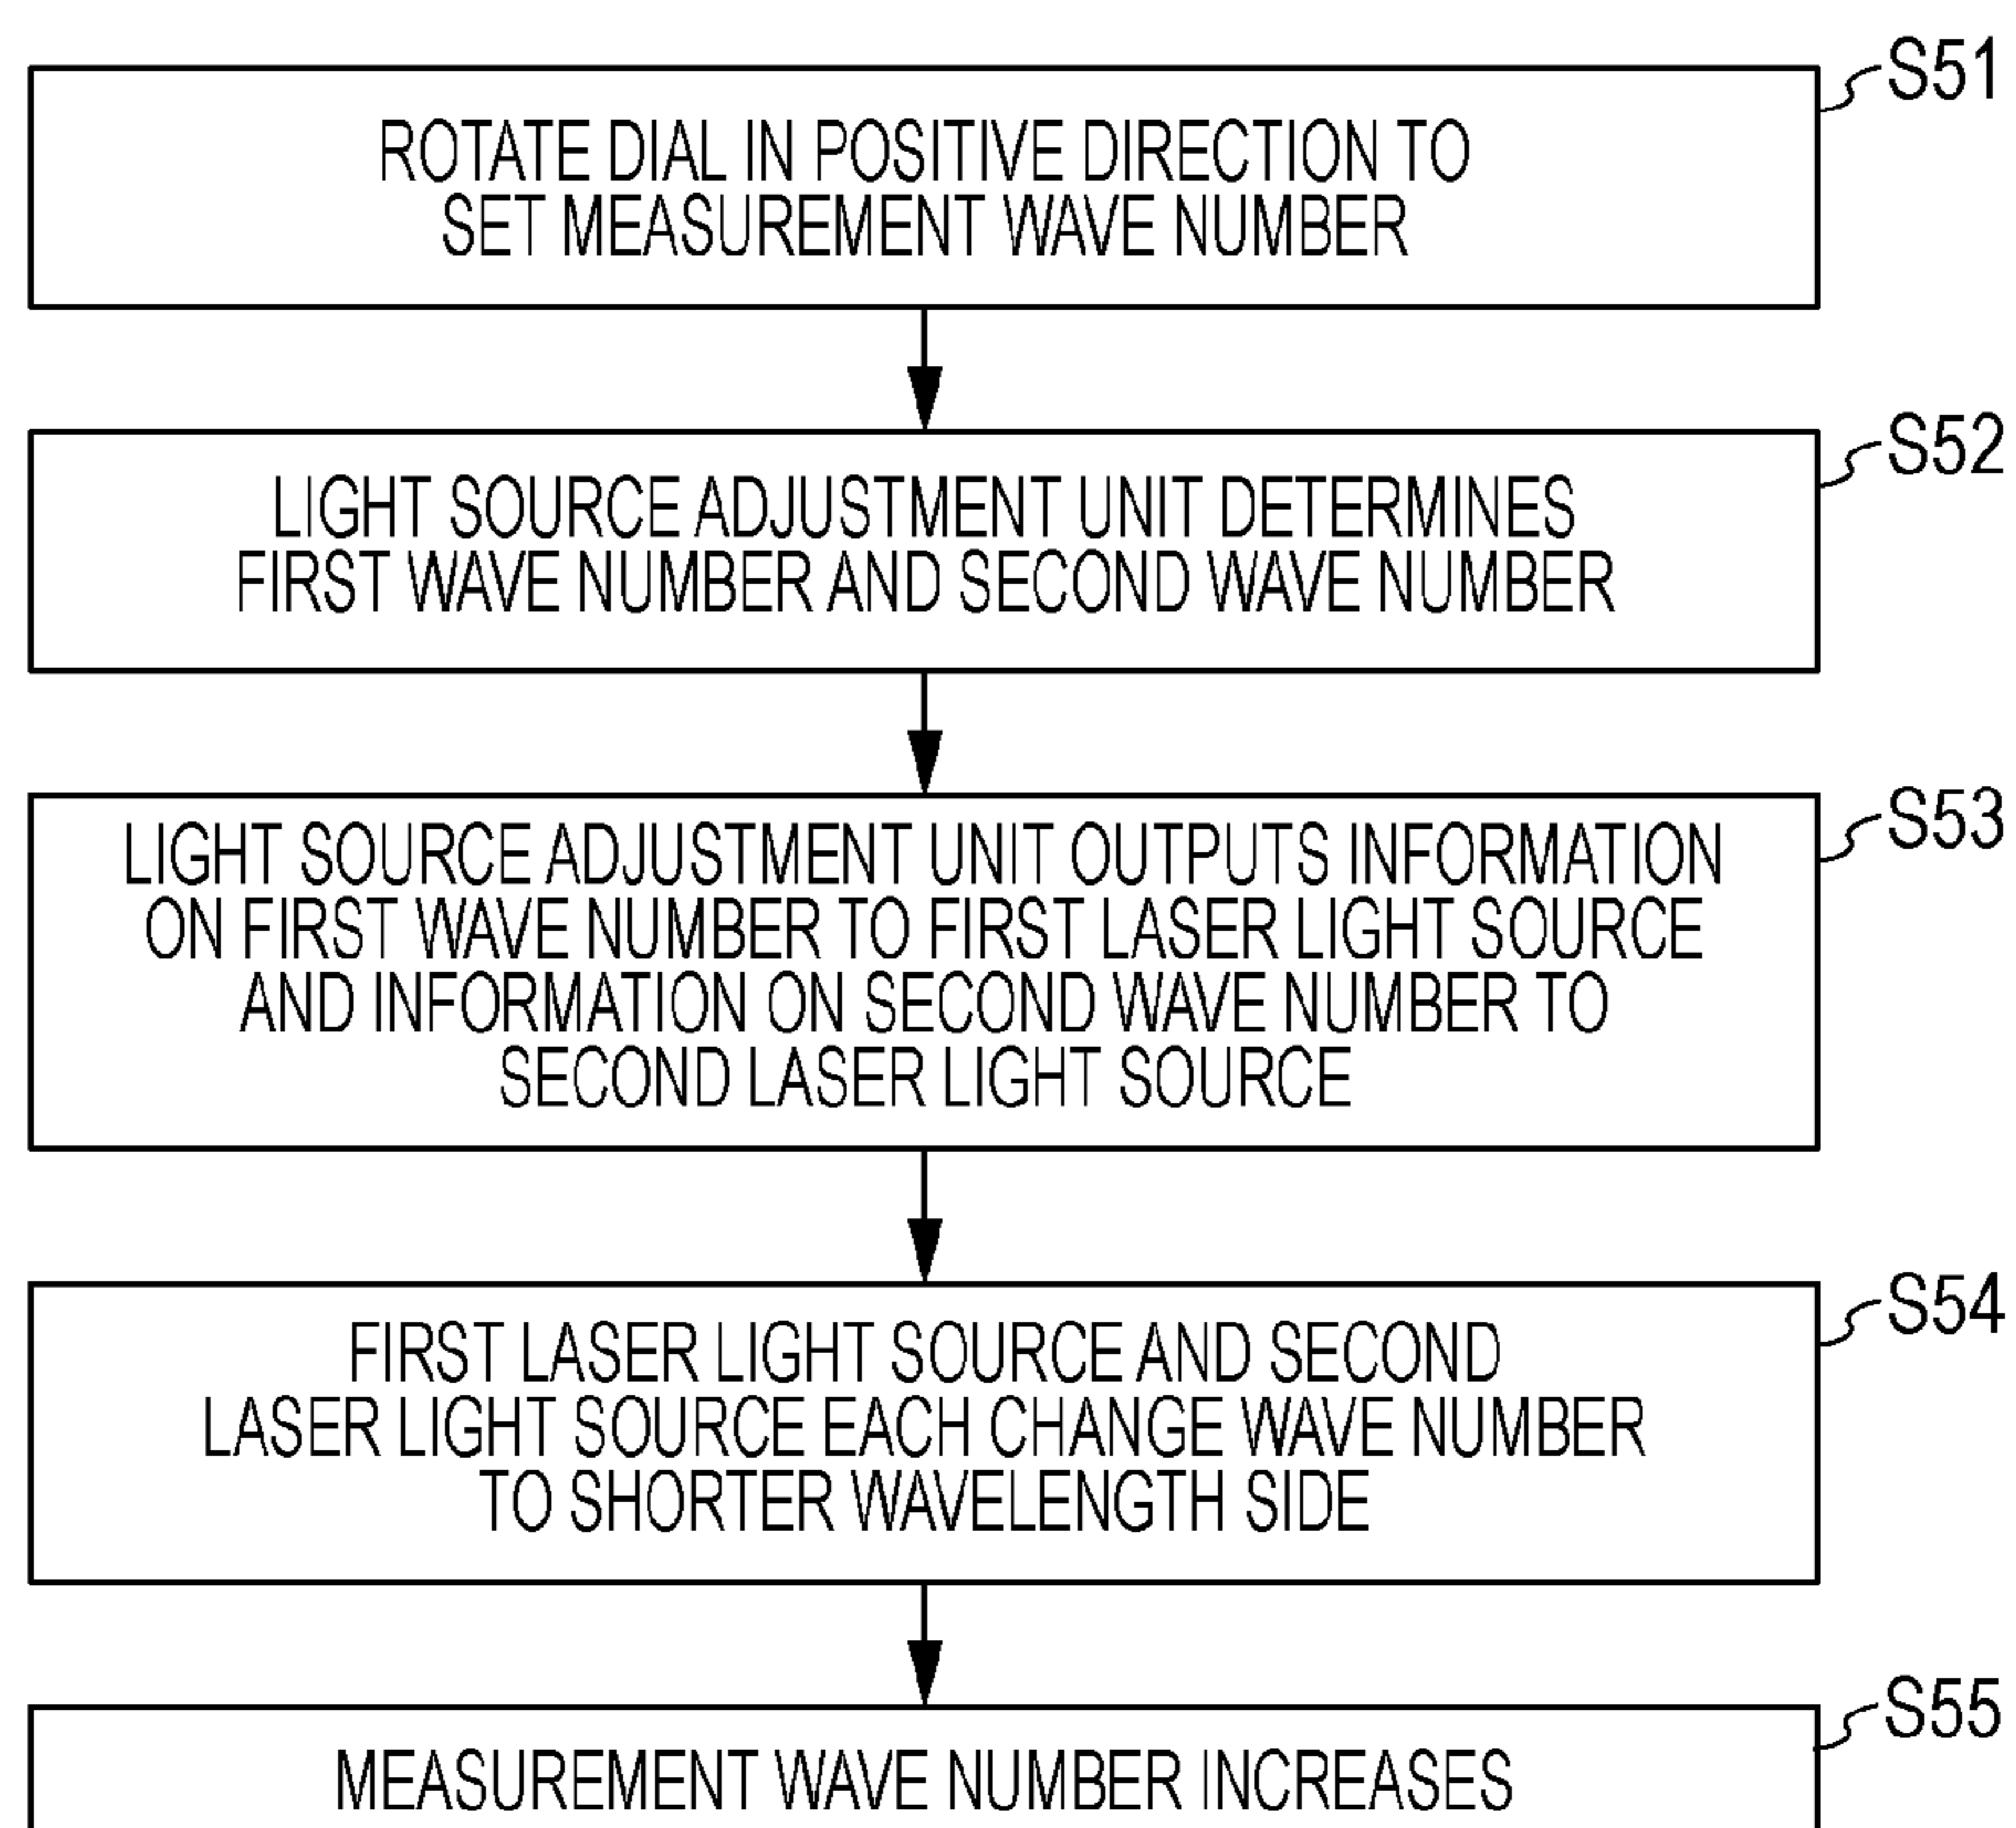 S51
ROTATE DIAL IN POSITIVE DIRECTION TO
SET MEASUREMENT WAVE NUMBER
S52
LIGHT SOURCE ADJUSTMENT UNIT DETERMINES
FIRST WAVE NUMBER AND SECOND WAVE NUMBER
S53
LIGHT SOURCE ADJUSTMENT UNIT OUTPUTS INFORMATION
ON FIRST WAVE NUMBER TO FIRST LASER LIGHT SOURCE
AND INFORMATION ON SECOND WAVE NUMBER TO
SECOND LASER LIGHT SOURCE
S54
FIRST LASER LIGHT SOURCE AND SECOND
LASER LIGHT SOURCE EACH CHANGE WAVE NUMBER
TO SHORTER WAVELENGTH SIDE
S55
MEASUREMENT WAVE NUMBER INCREASES